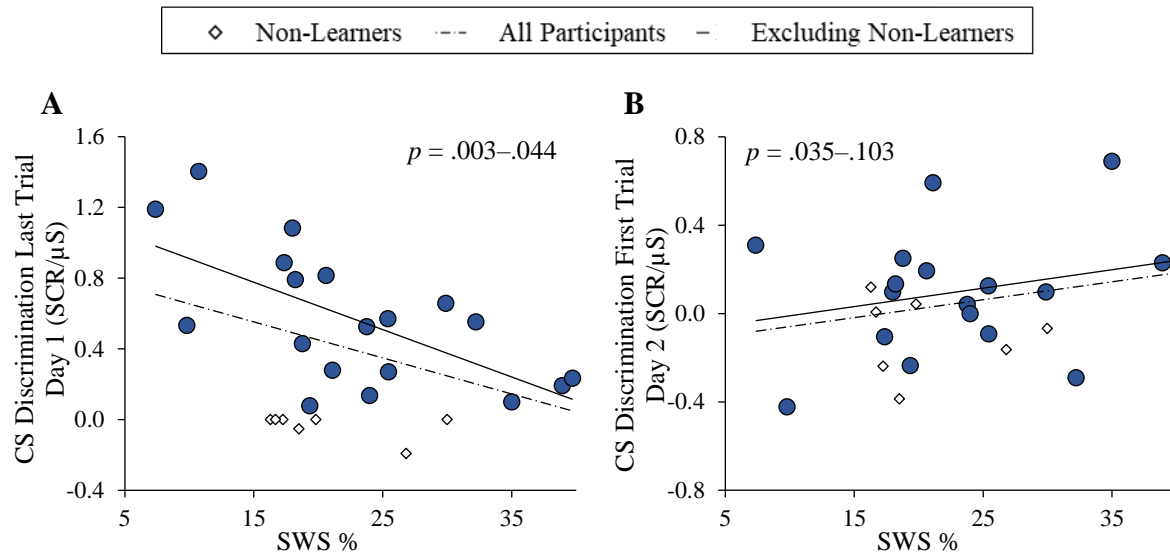 Non-Learners All Participants Excluding Non-Learners
A
p = .003–.044
CS Discrimination Last Trial
Day 1 (SCR/µS)
1.6
1.2
0.8
0.4
0.0
-0.4
5 15 25 35
SWS %
B
p = .035–.103
CS Discrimination First Trial
Day 2 (SCR/µS)
0.8
0.4
0.0
-0.4
-0.8
5 15 25 35
SWS %